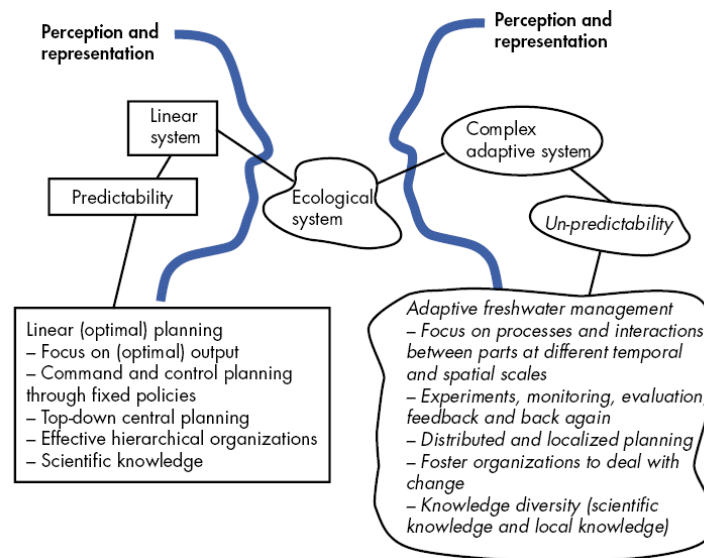 Perception and
representation
Perception and
representation
Linear
system
Complex
adaptive system
Predictability
Ecological
system
Un-predictability
Linear (optimal) planning
– Focus on (optimal) output
– Command and control planning
through fixed policies
– Top-down central planning
– Effective hierarchical organizations
– Scientific knowledge
Adaptive freshwater management
– Focus on processes and interactions
between parts at different temporal
and spatial scales
– Experiments, monitoring, evaluation,
feedback and back again
– Distributed and localized planning
– Foster organizations to deal with
change
– Knowledge diversity (scientific
knowledge and local knowledge)